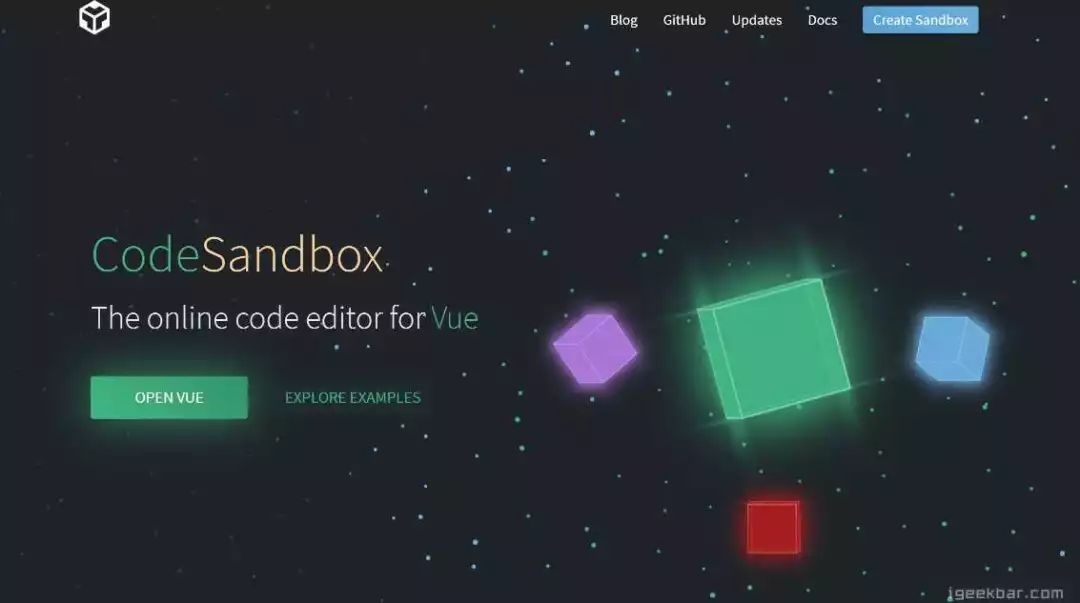 Blog GitHub Updates Docs Create Sandbox
CodeSandbox
The online code editor for Vue
OPEN VUE EXPLORE EXAMPLES
igeekbar.com